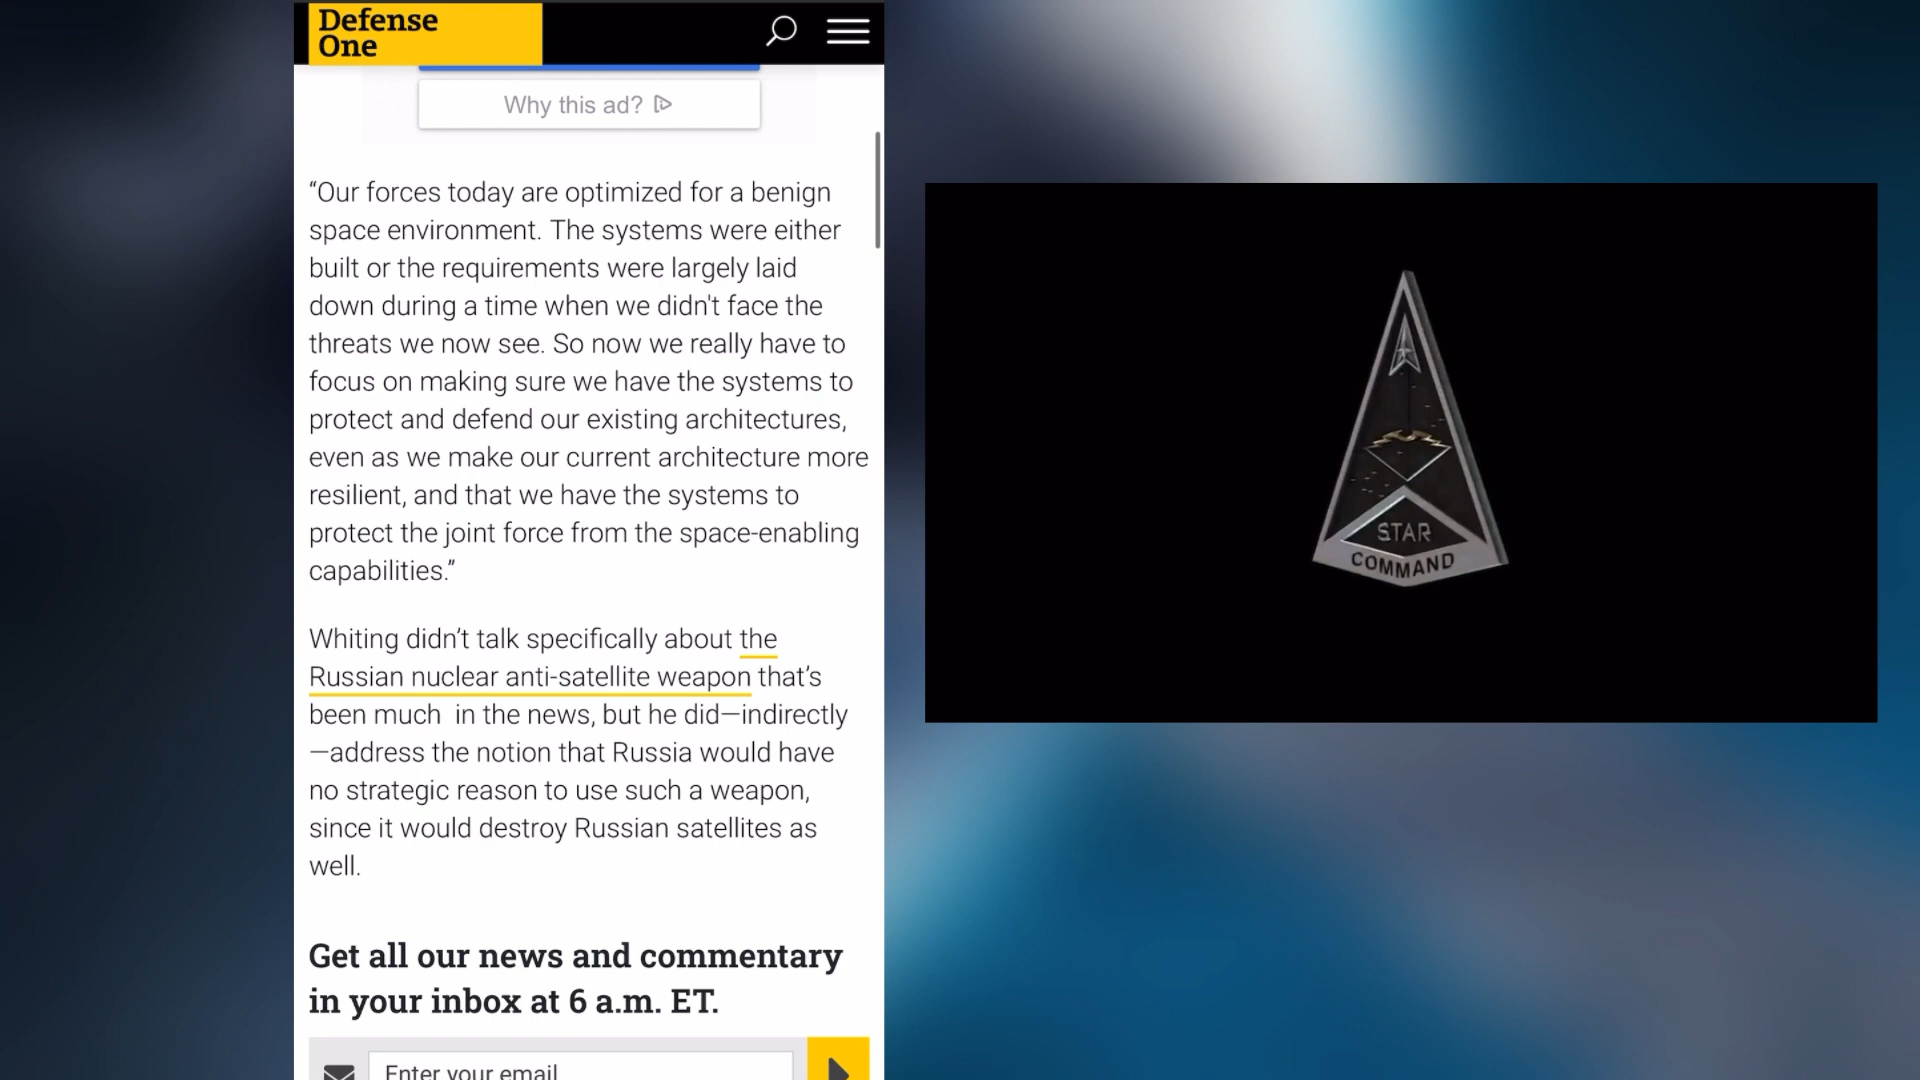 Defense
One
Why this ad?
“Our forces today are optimized for a benign
space environment. The systems were either
built or the requirements were largely laid
down during a time when we didn't face the
threats we now see. So now we really have to
focus on making sure we have the systems to
protect and defend our existing architectures,
even as we make our current architecture more
resilient, and that we have the systems to
protect the joint force from the space-enabling
capabilities.”
Whiting didn’t talk specifically about the
Russian nuclear anti-satellite weapon that’s
been much in the news, but he did—indirectly
—address the notion that Russia would have
no strategic reason to use such a weapon,
since it would destroy Russian satellites as
well.
Get all our news and commentary
in your inbox at 6 a.m. ET.
Enter your email
STAR
COMMAND